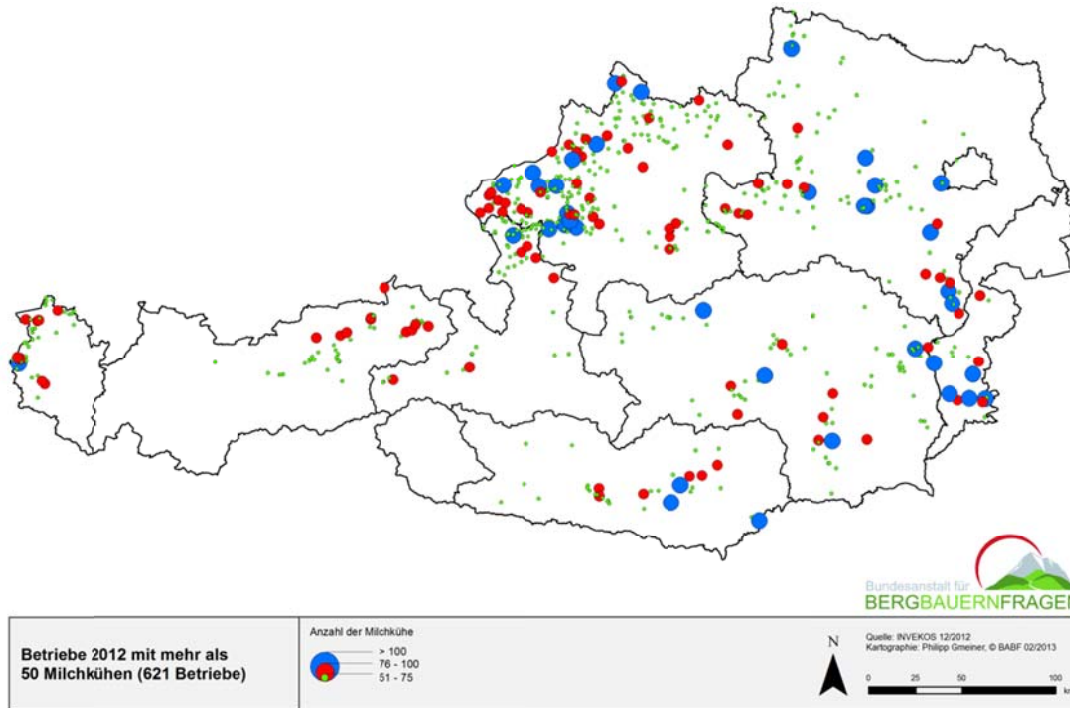 Bundesanstalt für
BERGBAUERNFRAGEN
Betriebe 2012 mit mehr als
50 Milchkühen (621 Betriebe)
Anzahl der Milchkühe
> 100
76 - 100
51 - 75
N
Quelle: INVEKOS 12/2012
Kartographie: Philipp Gmeiner, © BABF 02/2013
0 25 50 100
km